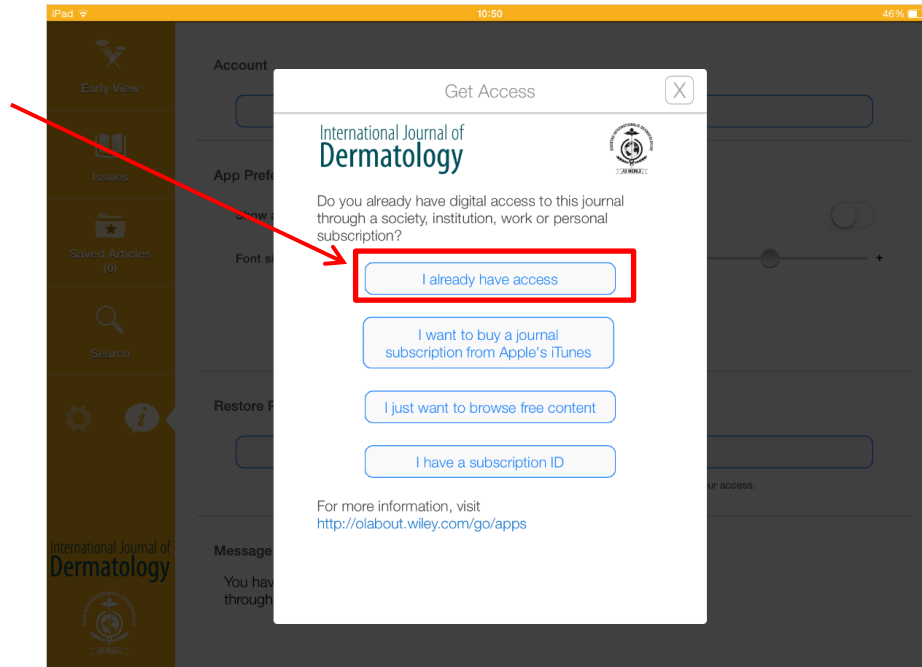 iPad
10:50
46%
Early View
Issues
Saved Articles
(0)
Search
International Journal of
Dermatology
Account
App Prefe
Show a
Font si
+
Restore P
ur access.
Message
You hav
through
Get Access
X
International Journal of
Dermatology
Do you already have digital access to this journal
through a society, institution, work or personal
subscription?
I already have access
I want to buy a journal
subscription from Apple's iTunes
I just want to browse free content
I have a subscription ID
For more information, visit
http://olabout.wiley.com/go/apps